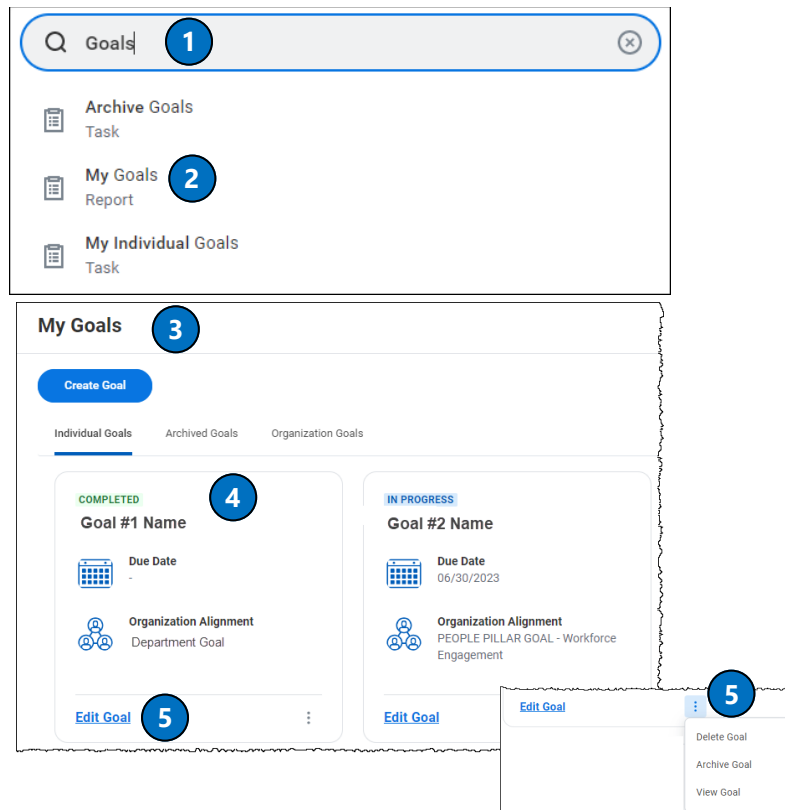 Goals
1
Archive Goals
Task
My Goals
2
Report
My Individual Goals
Task
My Goals
3
Create Goal
Individual Goals Archived Goals Organization Goals
COMPLETED
4
Goal #1 Name
Due Date
-
Organization Alignment
Department Goal
Edit Goal
5
IN PROGRESS
Goal #2 Name
Due Date
06/30/2023
Organization Alignment
PEOPLE PILLAR GOAL - Workforce
Engagement
Edit Goal
Edit Goal
5
Delete Goal
Archive Goal
View Goal